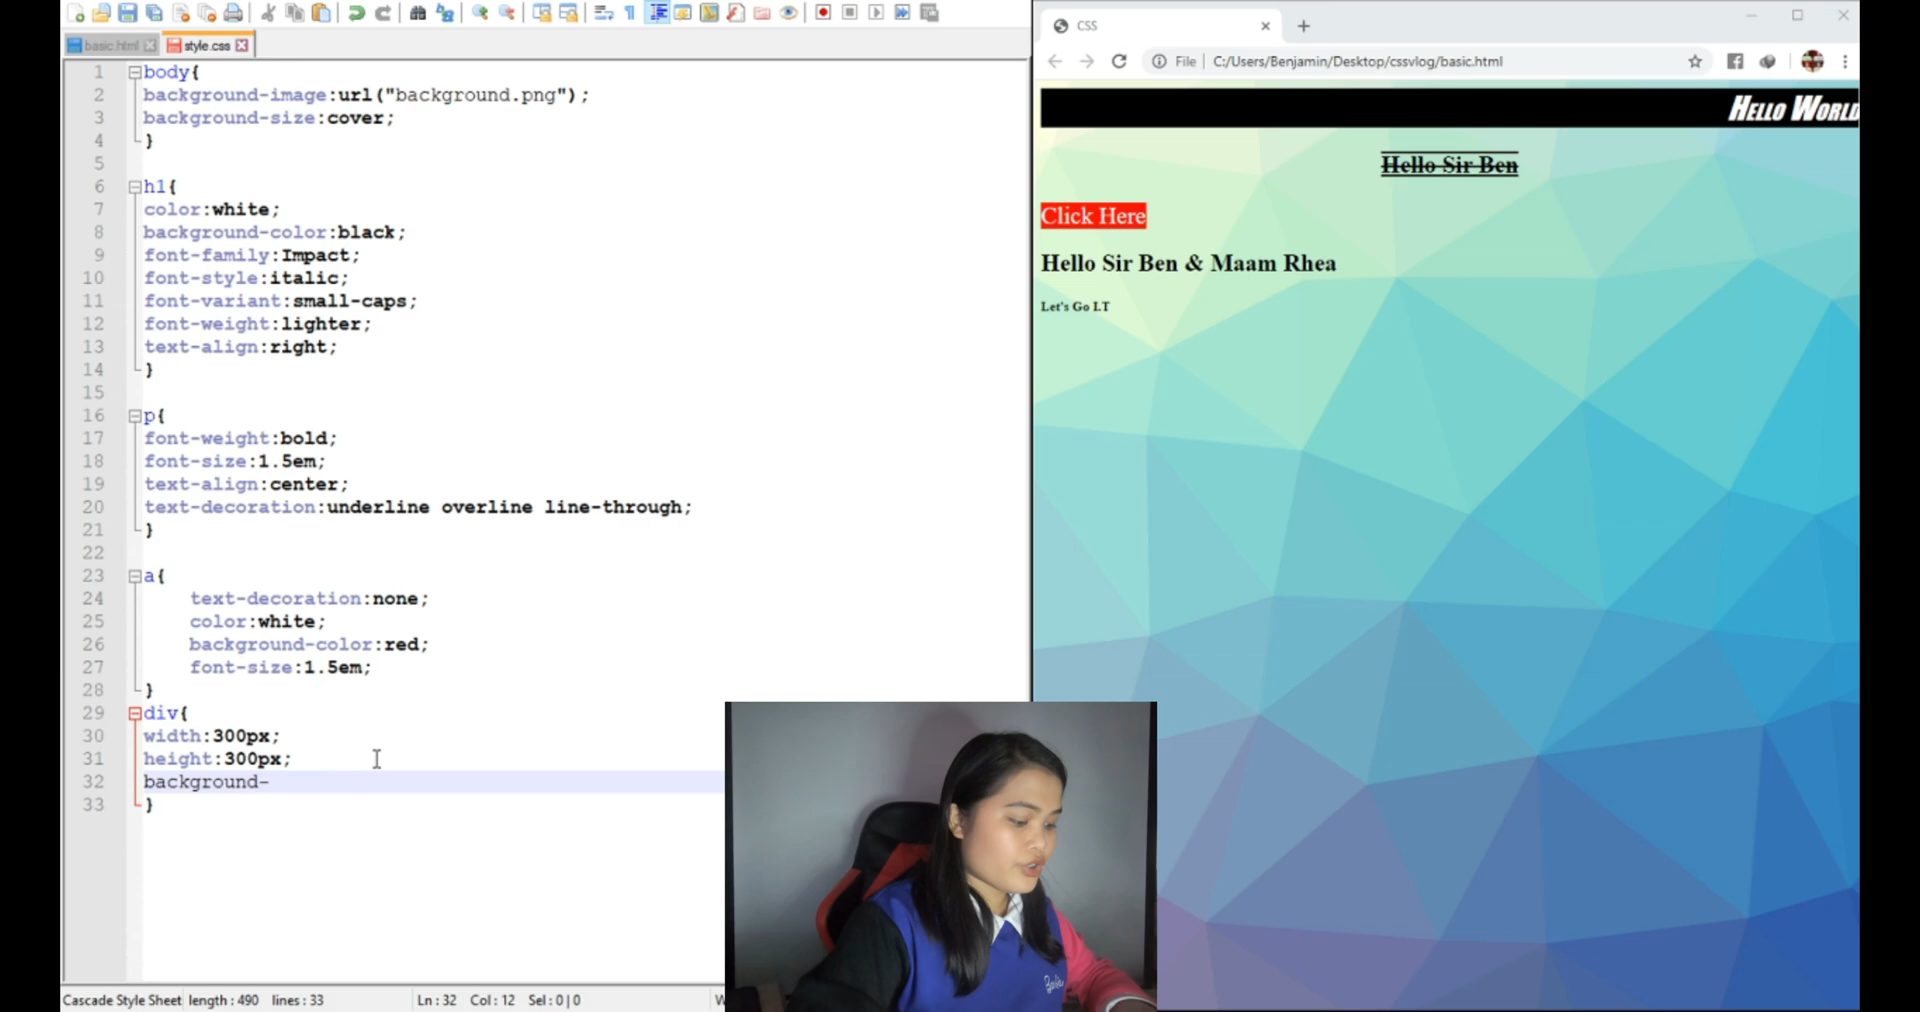 basic.html
style.css
1 body{
2 background-image:url("background.png");
3 background-size:cover;
4 }
5
6 h1{
7 color:white;
8 background-color:black;
9 font-family:Impact;
10 font-style:italic;
11 font-variant:small-caps;
12 font-weight:lighter;
13 text-align:right;
14 }
15
16 p{
17 font-weight:bold;
18 font-size:1.5em;
19 text-align:center;
20 text-decoration:underline overline line-through;
21 }
22
23 a{
24 text-decoration:none;
25 color:white;
26 background-color:red;
27 font-size:1.5em;
28 }
29 div{
30 width:300px;
31 height:300px;
32 background-
33 }
Cascade Style Sheet length : 490 lines : 33 Ln : 32 Col : 12 Sel : 0 | 0 W
CSS
File C:/Users/Benjamin/Desktop/cssvlog/basic.html
Hello World
Hello Sir Ben
Click Here
Hello Sir Ben & Maam Rhea
Let's Go LT